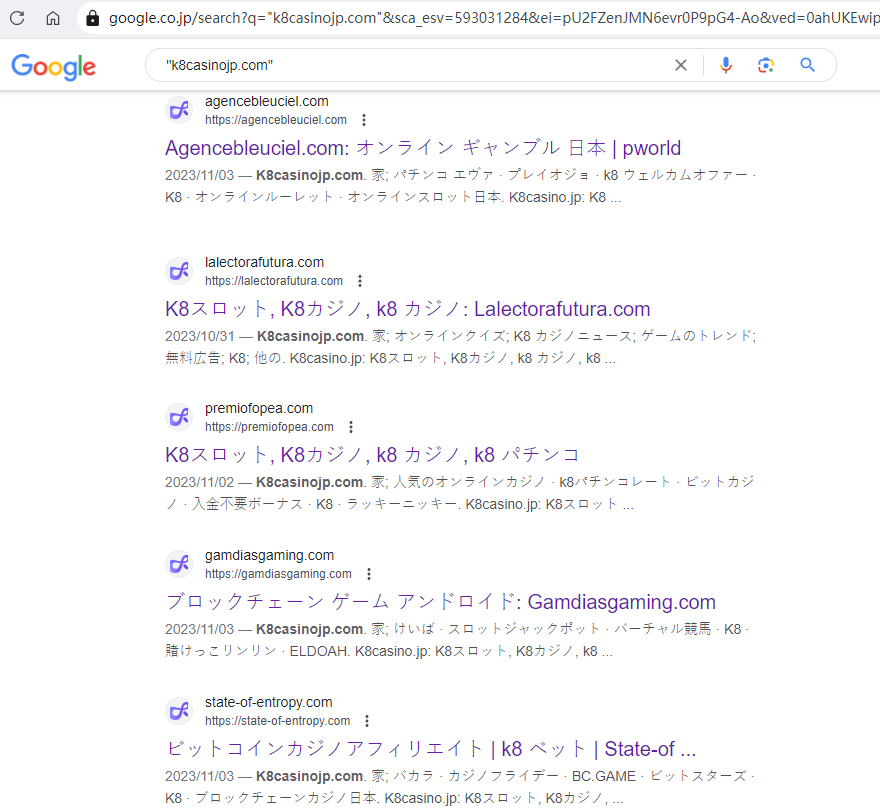 google.co.jp/search?q="k8casinojp.com"&sca_esv=593031284&ei=pU2FZenJMN6evr0P9pG4-Ao&ved=0ahUKEwip
Google
"k8casinojp.com"
agencebleuciel.com
https://agencebleuciel.com
Agencebleuciel.com: オンライン ギャンブル 日本 | pworld
2023/11/03 — K8casinojp.com. 家; パチンコ エヴァ · プレイオジョ · k8 ウェルカムオファー ·
K8 · オンラインルーレット · オンラインスロット日本. K8casino.jp: K8 ...
lalectorafutura.com
https://lalectorafutura.com
K8スロット, K8カジノ, k8 カジノ: Lalectorafutura.com
2023/10/31 — K8casinojp.com. 家; オンラインクイズ; K8 カジノニュース; ゲームのトレンド;
無料広告; K8; 他の. K8casino.jp: K8スロット, K8カジノ, k8 カジノ, k8 ...
premiofopea.com
https://premiofopea.com
K8スロット, K8カジノ, k8 カジノ, k8 パチンコ
2023/11/02 — K8casinojp.com. 家; 人気のオンラインカジノ · k8パチンコレート · ビットカジ
ノ · 入金不要ボーナス · K8 · ラッキーニッキー. K8casino.jp: K8スロット ...
gamdiasgaming.com
https://gamdiasgaming.com
ブロックチェーン ゲーム アンドロイド: Gamdiasgaming.com
2023/11/03 — K8casinojp.com. 家; けいば · スロットジャックポット · バーチャル競馬 · K8 ·
賭けっこリンリン · ELDOAH. K8casino.jp: K8スロット, K8カジノ, k8 ...
state-of-entropy.com
https://state-of-entropy.com
ビットコインカジノアフィリエイト | k8 ベット | State-of ...
2023/11/03 — K8casinojp.com. 家; バカラ · カジノフライデー · BC.GAME · ビットスターズ ·
K8 · ブロックチェーンカジノ日本. K8casino.jp: K8スロット, K8カジノ, ...